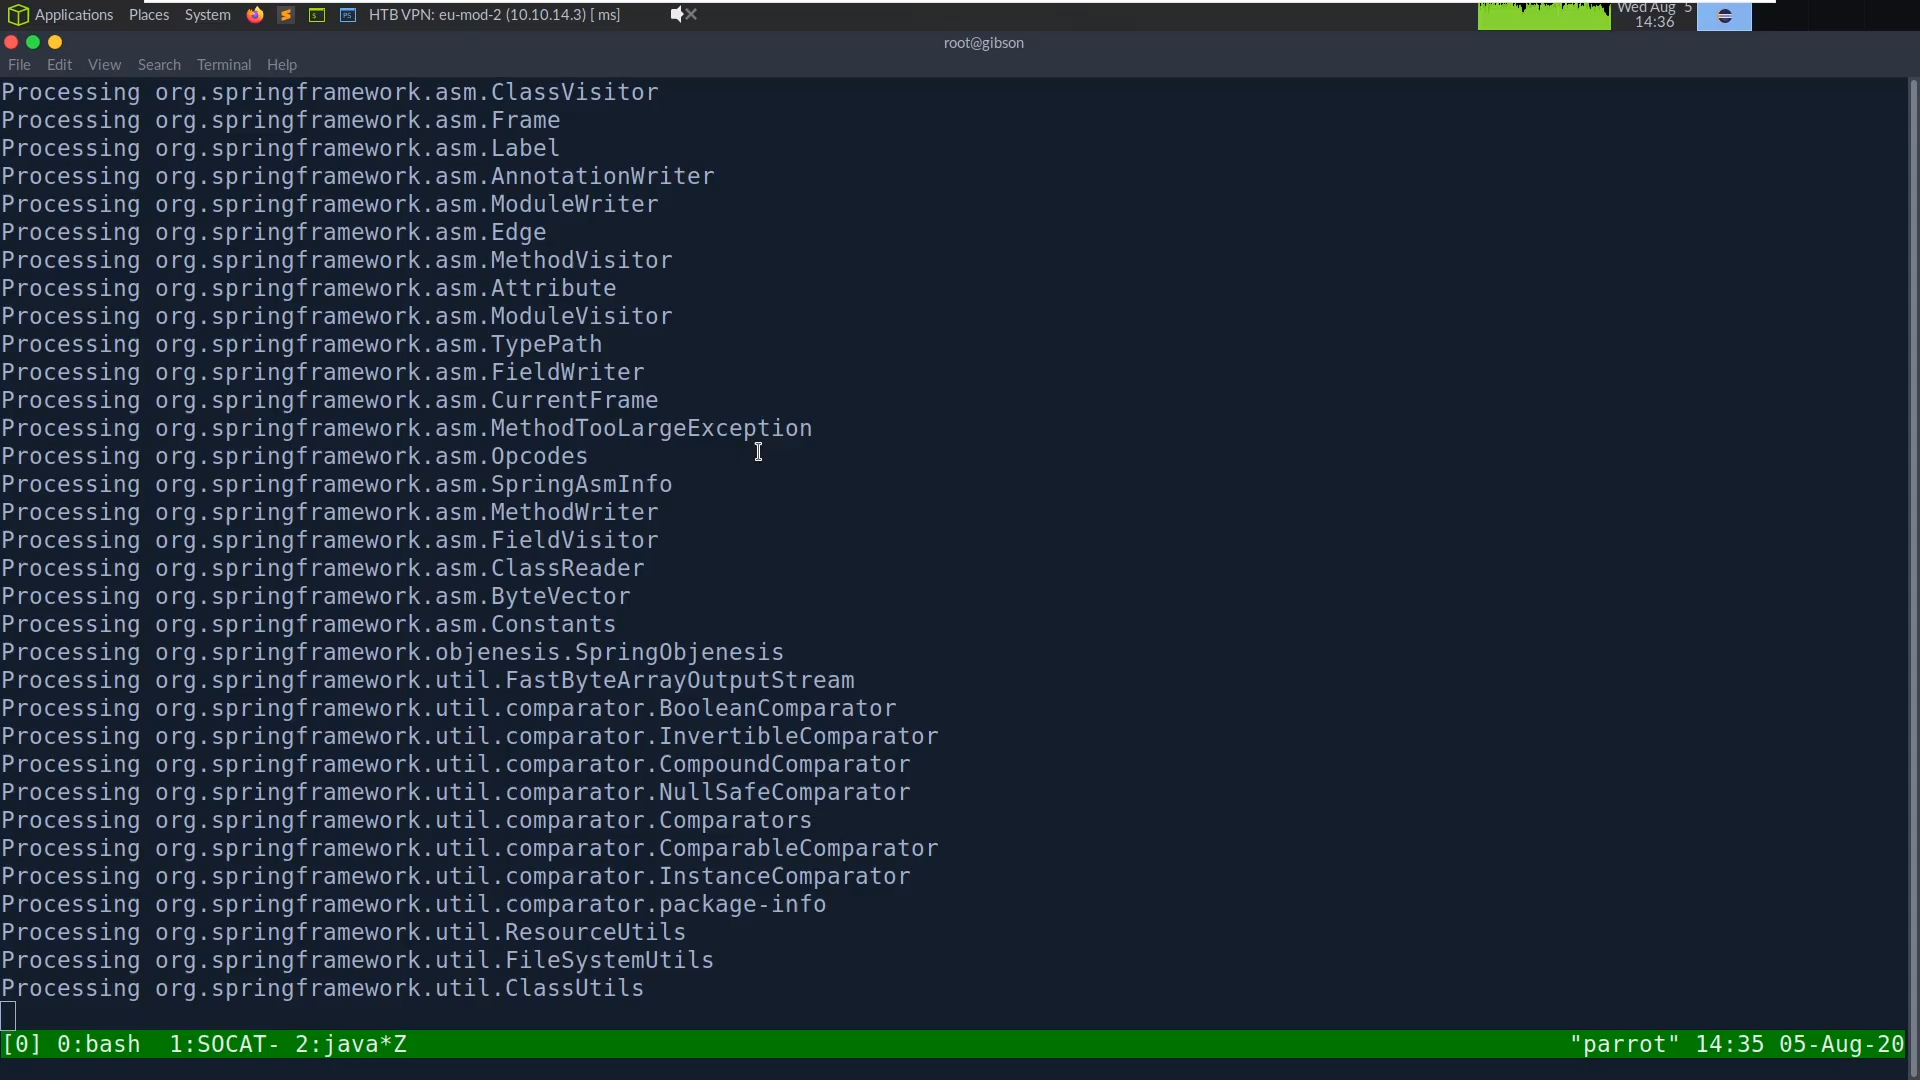 Applications Places System HTB VPN: eu-mod-2 (10.10.14.3) [ ms] Wed Aug 5
14:36
root@gibson
File Edit View Search Terminal Help
Processing org.springframework.asm.ClassVisitor
Processing org.springframework.asm.Frame
Processing org.springframework.asm.Label
Processing org.springframework.asm.AnnotationWriter
Processing org.springframework.asm.ModuleWriter
Processing org.springframework.asm.Edge
Processing org.springframework.asm.MethodVisitor
Processing org.springframework.asm.Attribute
Processing org.springframework.asm.ModuleVisitor
Processing org.springframework.asm.TypePath
Processing org.springframework.asm.FieldWriter
Processing org.springframework.asm.CurrentFrame
Processing org.springframework.asm.MethodTooLargeException
Processing org.springframework.asm.Opcodes
Processing org.springframework.asm.SpringAsmInfo
Processing org.springframework.asm.MethodWriter
Processing org.springframework.asm.FieldVisitor
Processing org.springframework.asm.ClassReader
Processing org.springframework.asm.ByteVector
Processing org.springframework.asm.Constants
Processing org.springframework.objenesis.SpringObjenesis
Processing org.springframework.util.FastByteArrayOutputStream
Processing org.springframework.util.comparator.BooleanComparator
Processing org.springframework.util.comparator.InvertibleComparator
Processing org.springframework.util.comparator.CompoundComparator
Processing org.springframework.util.comparator.NullSafeComparator
Processing org.springframework.util.comparator.Comparators
Processing org.springframework.util.comparator.ComparableComparator
Processing org.springframework.util.comparator.InstanceComparator
Processing org.springframework.util.comparator.package-info
Processing org.springframework.util.ResourceUtils
Processing org.springframework.util.FileSystemUtils
Processing org.springframework.util.ClassUtils
[0] 0:bash 1:SOCAT- 2:java*Z "parrot" 14:35 05-Aug-20